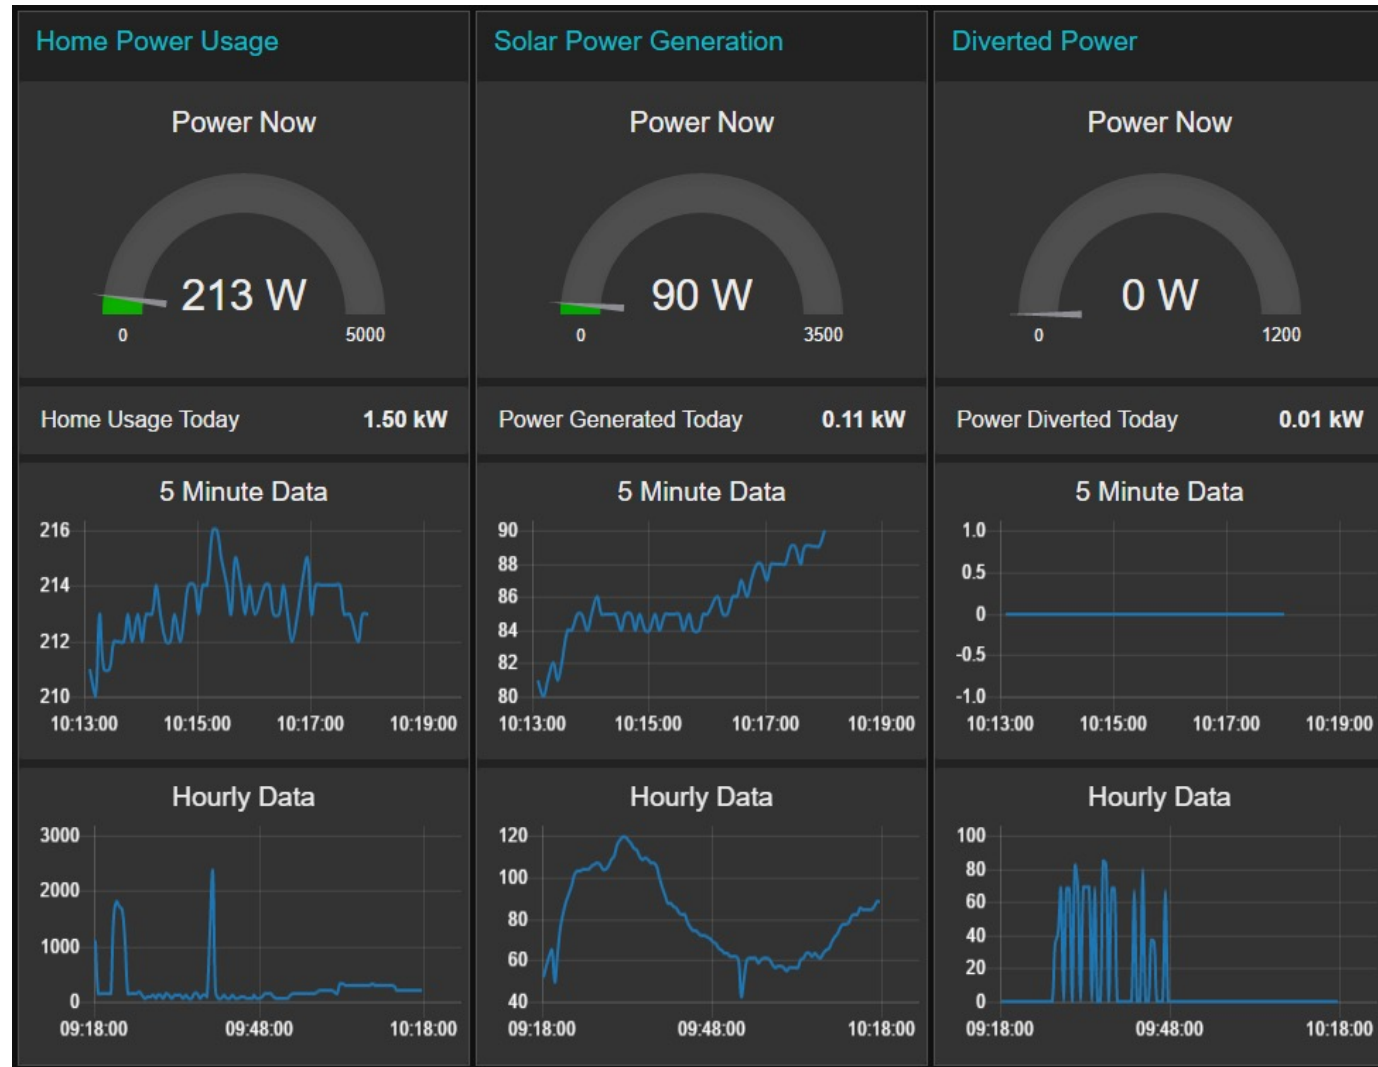 Home Power Usage
Power Now
213 W
0 5000
Home Usage Today 1.50 kW
5 Minute Data
216
214
212
210
10:13:00 10:15:00 10:17:00 10:19:00
Hourly Data
3000
2000
1000
0
09:18:00 09:48:00 10:18:00
Solar Power Generation
Power Now
90 W
0 3500
Power Generated Today 0.11 kW
5 Minute Data
90
88
86
84
82
80
10:13:00 10:15:00 10:17:00 10:19:00
Hourly Data
120
100
80
60
40
09:18:00 09:48:00 10:18:00
Diverted Power
Power Now
0 W
0 1200
Power Diverted Today 0.01 kW
5 Minute Data
1.0
0.5
0
-0.5
-1.0
10:13:00 10:15:00 10:17:00 10:19:00
Hourly Data
100
80
60
40
20
0
09:18:00 09:48:00 10:18:00